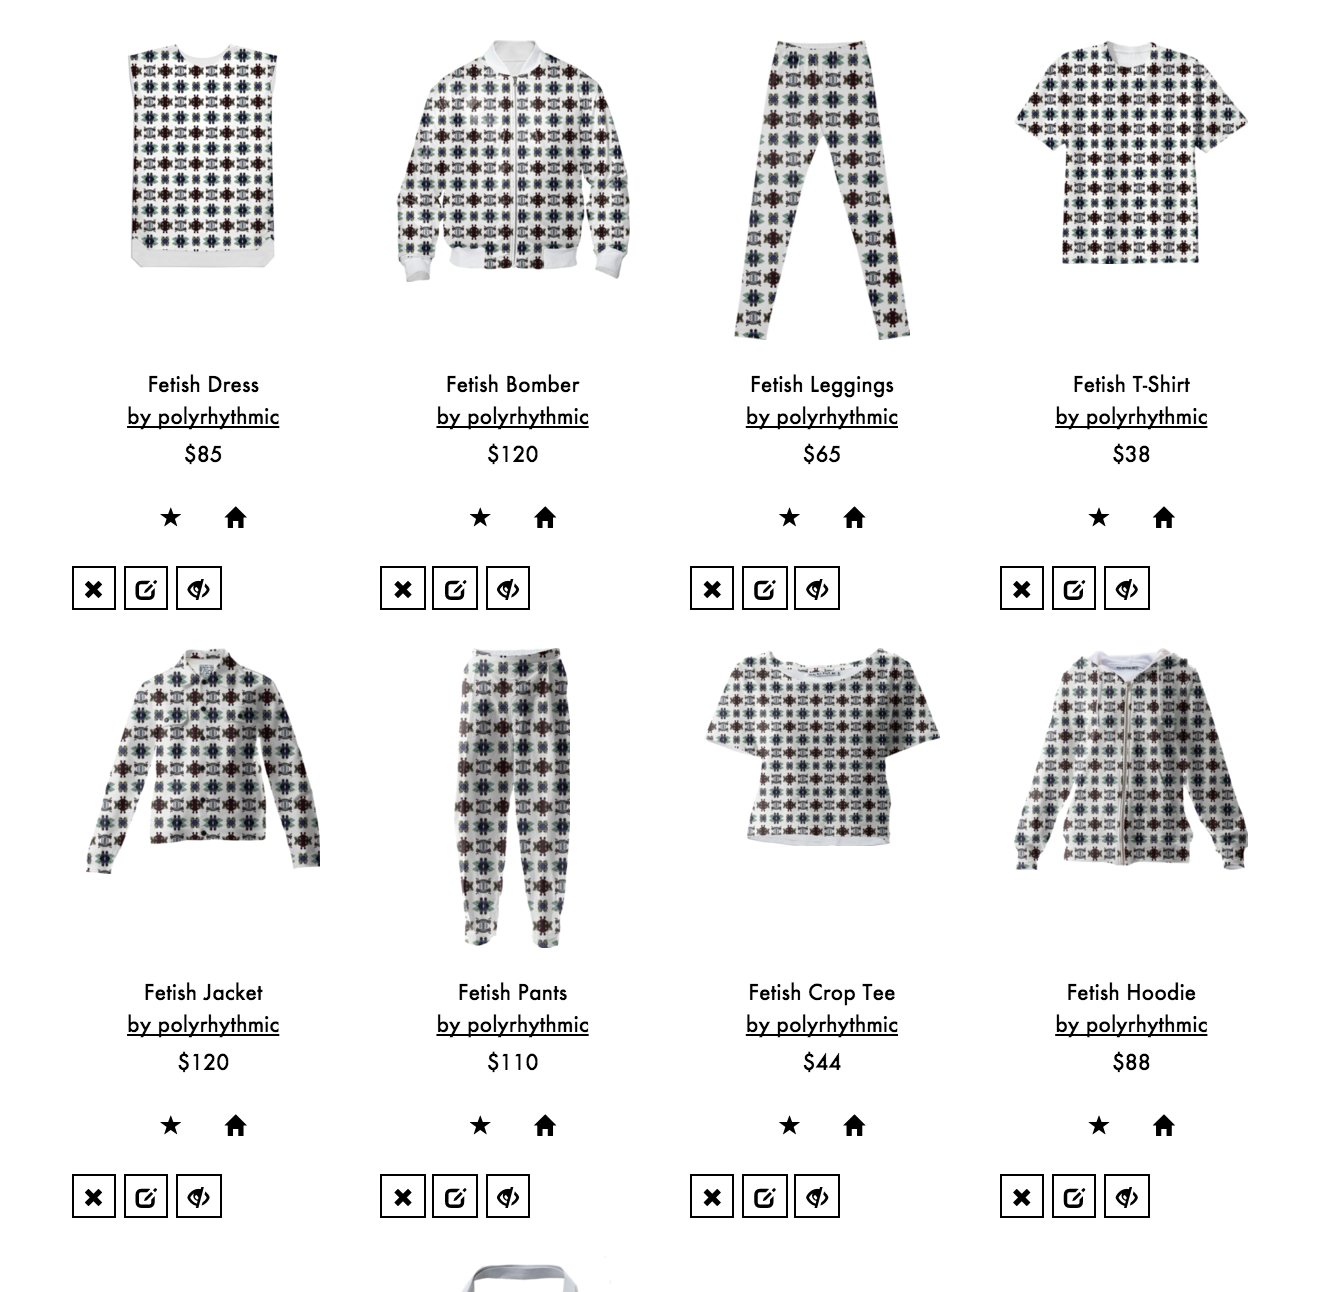 Fetish Dress
by polyrhythmic
$85
Fetish Bomber
by polyrhythmic
$120
Fetish Leggings
by polyrhythmic
$65
Fetish T-Shirt
by polyrhythmic
$38
Fetish Jacket
by polyrhythmic
$120
Fetish Pants
by polyrhythmic
$110
Fetish Crop Tee
by polyrhythmic
$44
Fetish Hoodie
by polyrhythmic
$88